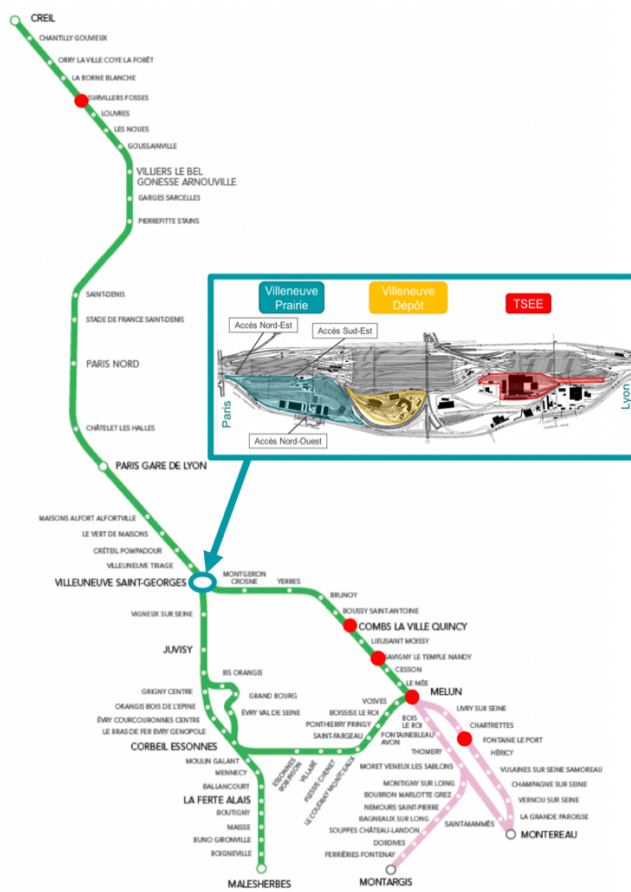 CREIL
CHANTILLY GOUVIEUX
ORRY LA VILLE COYE LA FORÊT
LA BORNE BLANCHE
SURVILLERS FOSSES
LOUVRES
LES NOUES
GOUSSAINVILLE
VILLIERS LE BEL
GONESSE ARNOUVILLE
GARGES SARCELLES
PIERREFITTE STAINS
SAINT-DENIS
STADE DE FRANCE SAINT-DENIS
PARIS NORD
CHÂTELET LES HALLES
PARIS GARE DE LYON
Villeneuve
Prairie
Villeneuve
Dépôt
TSEE
Accès Nord-Est
Accès Sud-Est
Accès Nord-Ouest
Paris
Lyon
MAISONS ALFORT ALFORTVILLE
LE VERT DE MAISONS
CRÉTEIL POMPADOUR
VILLENEUVE TRIAGE
VILLEUNEUVE SAINT-GEORGES
MONTGERON
CROSNE
YERRES
BRUNOY
BOUSSY SAINT-ANTOINE
COMBS LA VILLE QUINCY
LIEUSAINT MOISSY
SAVIGNY LE TEMPLE NANDY
CESSON
LE MÉE
MELUN
VIGNEUX SUR SEINE
JUVISY
RIS ORANGIS
GRIGNY CENTRE
GRAND BOURG
ORANGIS BOIS DE L'EPINE
ÉVRY VAL DE SEINE
ÉVRY COURCOURONNES CENTRE
LE BRAS DE FER EVRY GENOPOLE
CORBEIL ESSONNES
VOSVES
BOISSISE LE ROI
PONTHIERRY PRINGY
SAINT-FARGEAU
LE COUDRAY MONTCEAUX
PLESSIS CHENET
VILLABÉ
ESSONNES
ROBINSON
MOULIN GALANT
MENNECY
BALLANCOURT
LA FERTE ALAIS
BOUTIGNY
MAISSE
BUNO GIRONVILLE
BOIGNEVILLE
MALESHERBES
BOIS
LE ROI
FONTAINEBLEAU
AVON
THOMERY
MORET VENEUX LES SABLONS
MONTIGNY SUR LOING
BOURRON MARLOTTE GREZ
NEMOURS SAINT-PIERRE
BAGNEAUX SUR LOING
SOUPPES CHÂTEAU-LANDON
DORDIVES
FERRIÈRES FONTENAY
MONTARGIS
SAINT-MAMMÈS
LIVRY SUR SEINE
CHARTRETTES
FONTAINE LE PORT
HÉRICY
VULAINES SUR SEINE SAMOREAU
CHAMPAGNE SUR SEINE
VERNOU SUR SEINE
LA GRANDE PAROISSE
MONTEREAU